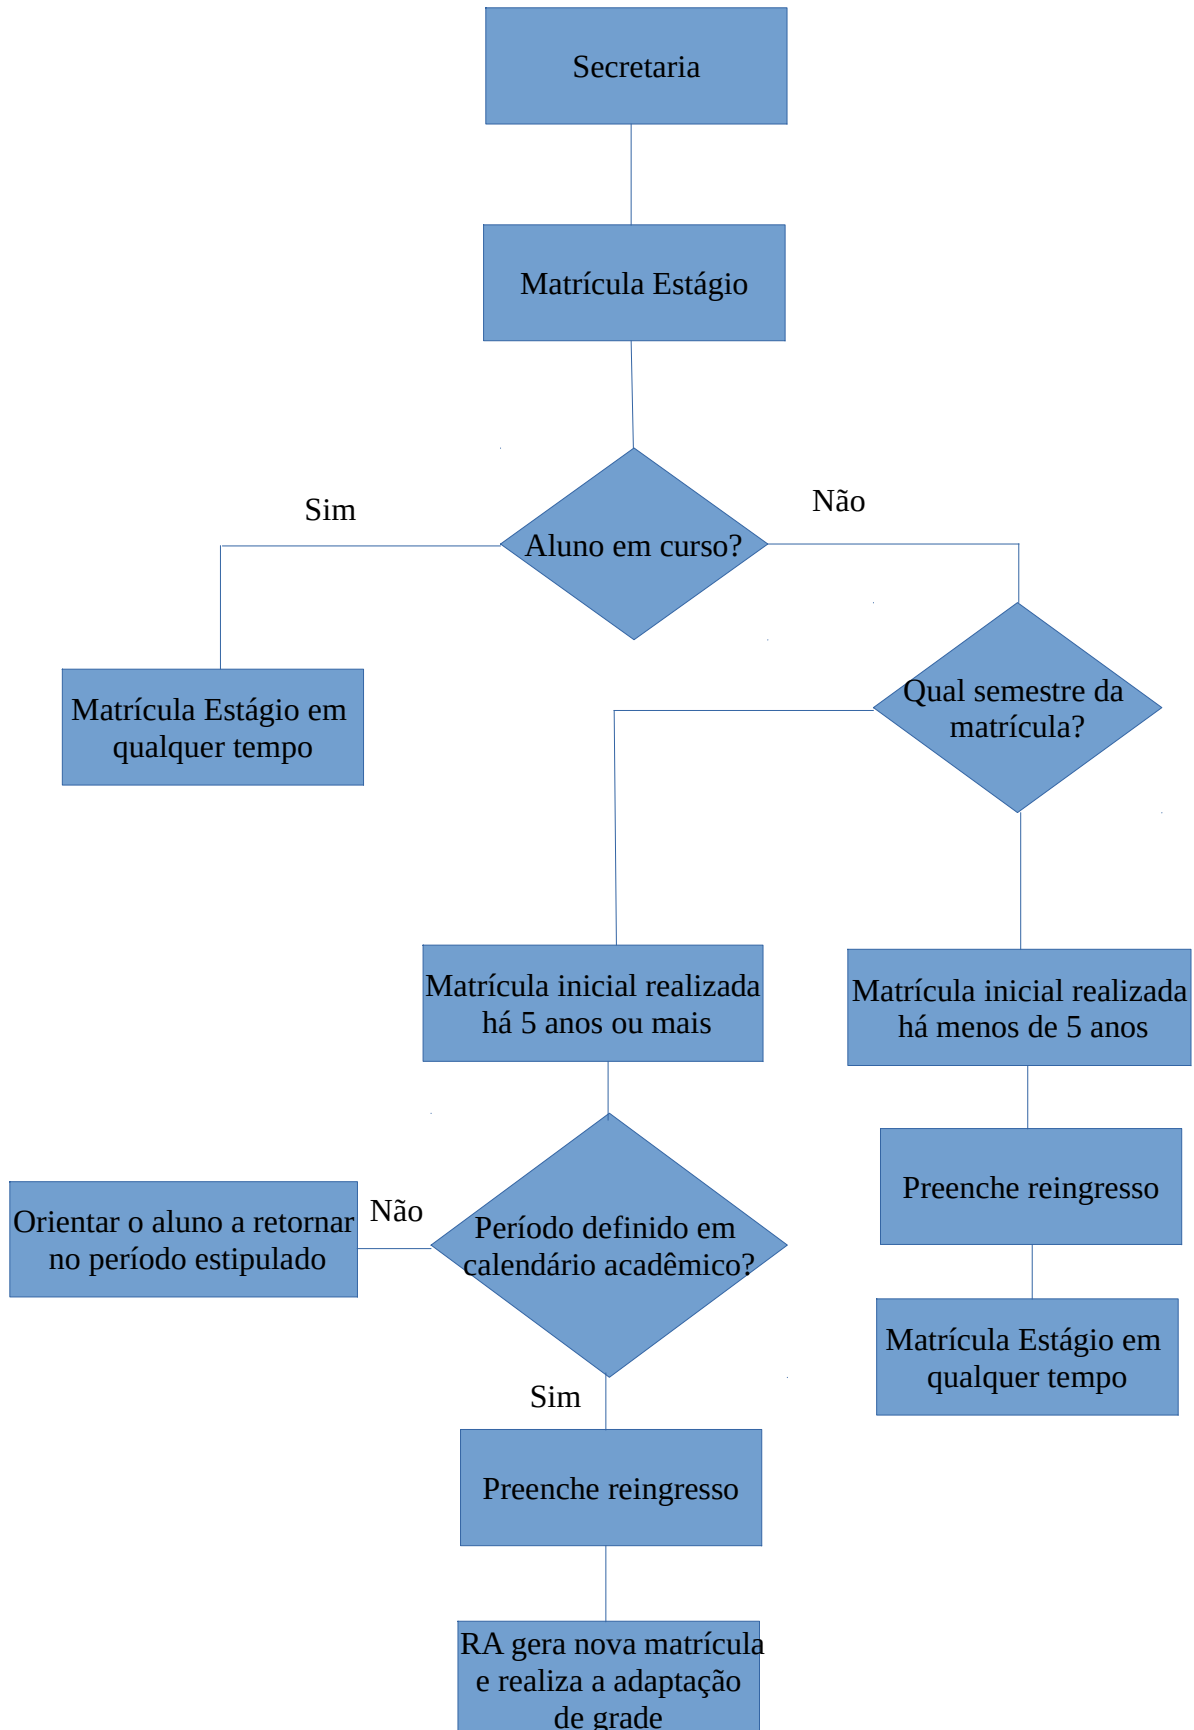 Secretaria
Matrícula Estágio
Sim
Não
Aluno em curso?
Matrícula Estágio em
qualquer tempo
Qual semestre da
matrícula?
Matrícula inicial realizada
há 5 anos ou mais
Matrícula inicial realizada
há menos de 5 anos
Orientar o aluno a retornar
no período estipulado
Não
Período definido em
calendário acadêmico?
Preenche reingresso
Matrícula Estágio em
qualquer tempo
Sim
Preenche reingresso
RA gera nova matrícula
e realiza a adaptação
de grade